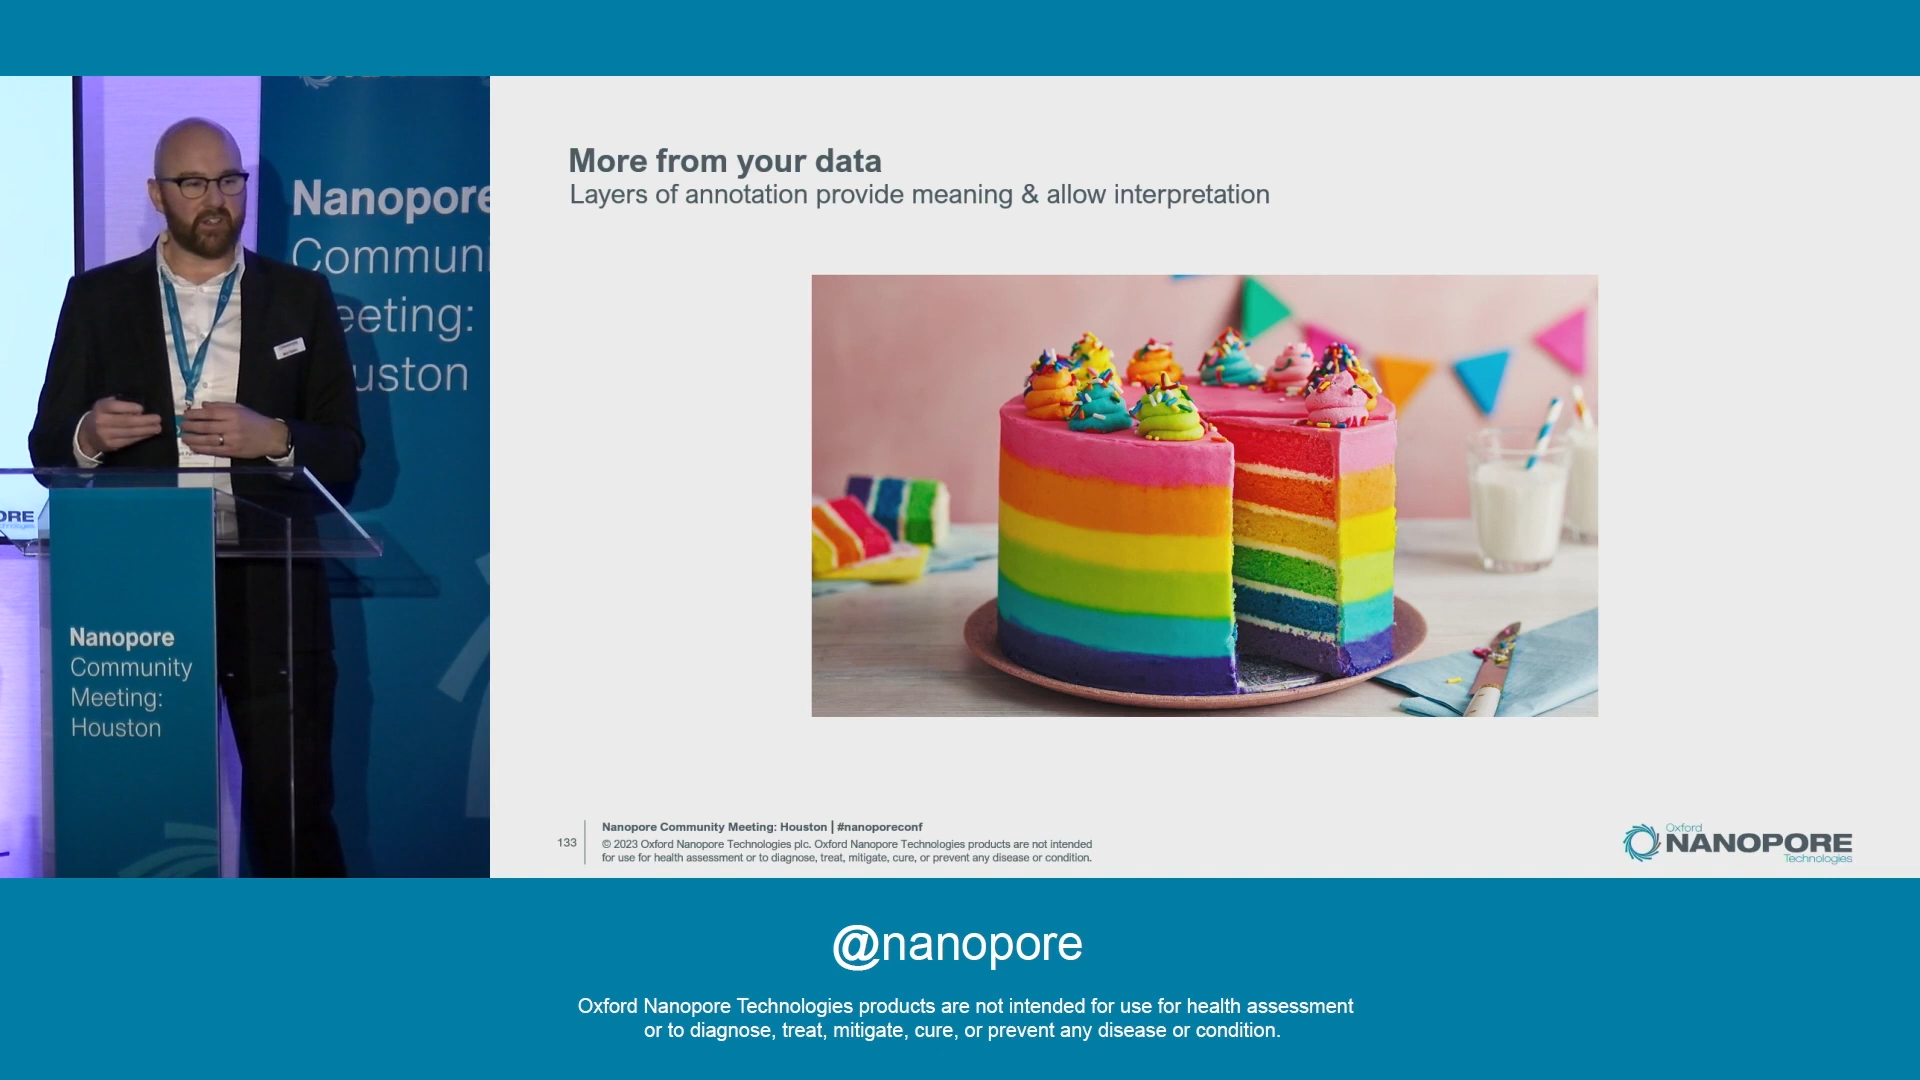 Nanopore
Communi
eeting:
uston
ORE
Nanopore
Community
Meeting:
Houston
More from your data
Layers of annotation provide meaning & allow interpretation
133
Nanopore Community Meeting: Houston | #nanoporeconf
© 2023 Oxford Nanopore Technologies plc. Oxford Nanopore Technologies products are not intended
for use for health assessment or to diagnose, treat, mitigate, cure, or prevent any disease or condition.
Oxford
NANOPORE
Technologies
@nanopore
Oxford Nanopore Technologies products are not intended for use for health assessment
or to diagnose, treat, mitigate, cure, or prevent any disease or condition.